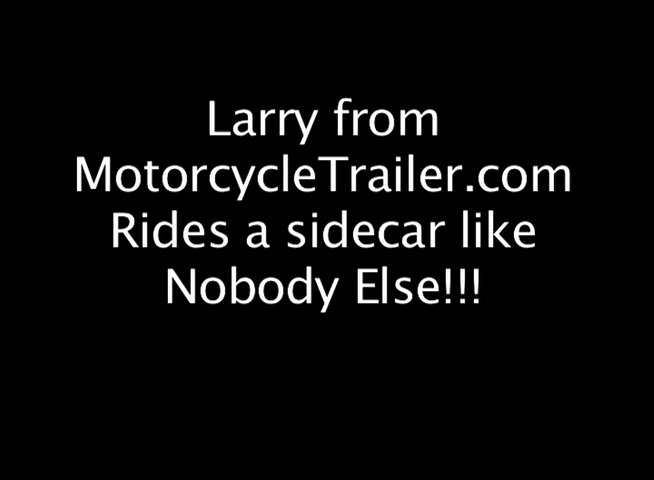 Larry from
MotorcycleTrailer.com
Rides a sidecar like
Nobody Else!!!